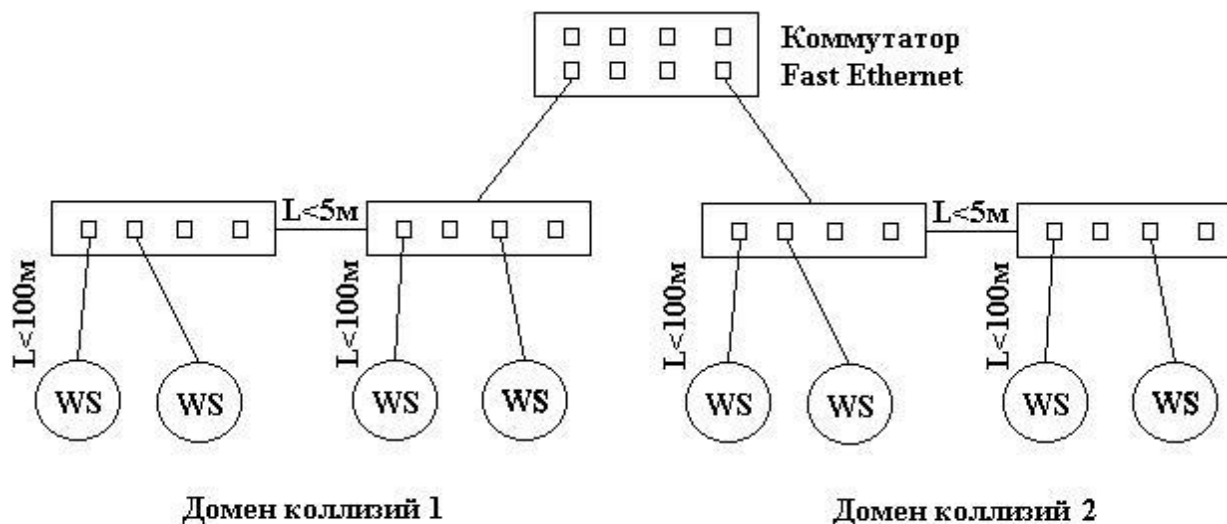 Коммутатор
Fast Ethernet
L<5м
L<5м
L<100м
L<100м
L<100м
L<100м
WS
WS
WS
WS
WS
WS
WS
WS
Домен коллизий 1
Домен коллизий 2